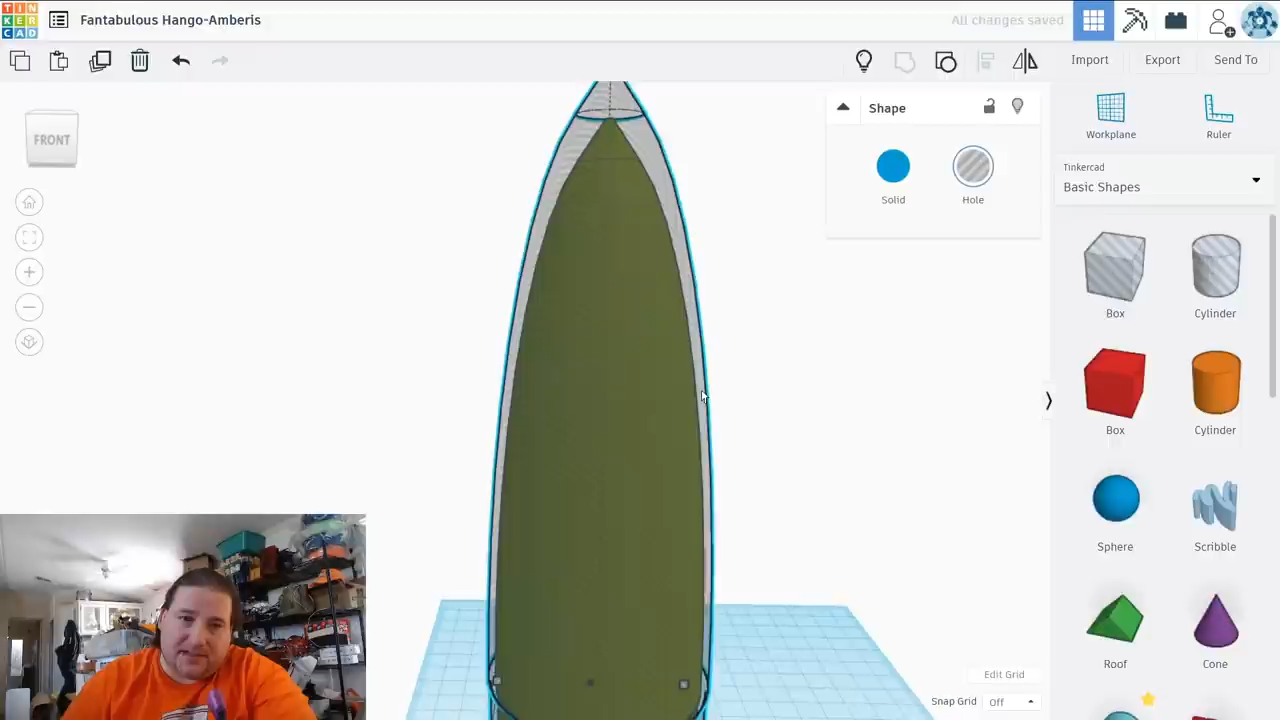 TIN
KER
CAD
Fantabulous Hango-Amberis
All changes saved
Import
Export
Send To
FRONT
Shape
Solid
Hole
Workplane
Ruler
Tinkercad
Basic Shapes
Box
Cylinder
Box
Cylinder
Sphere
Scribble
Roof
Cone
Edit Grid
Snap Grid
Off